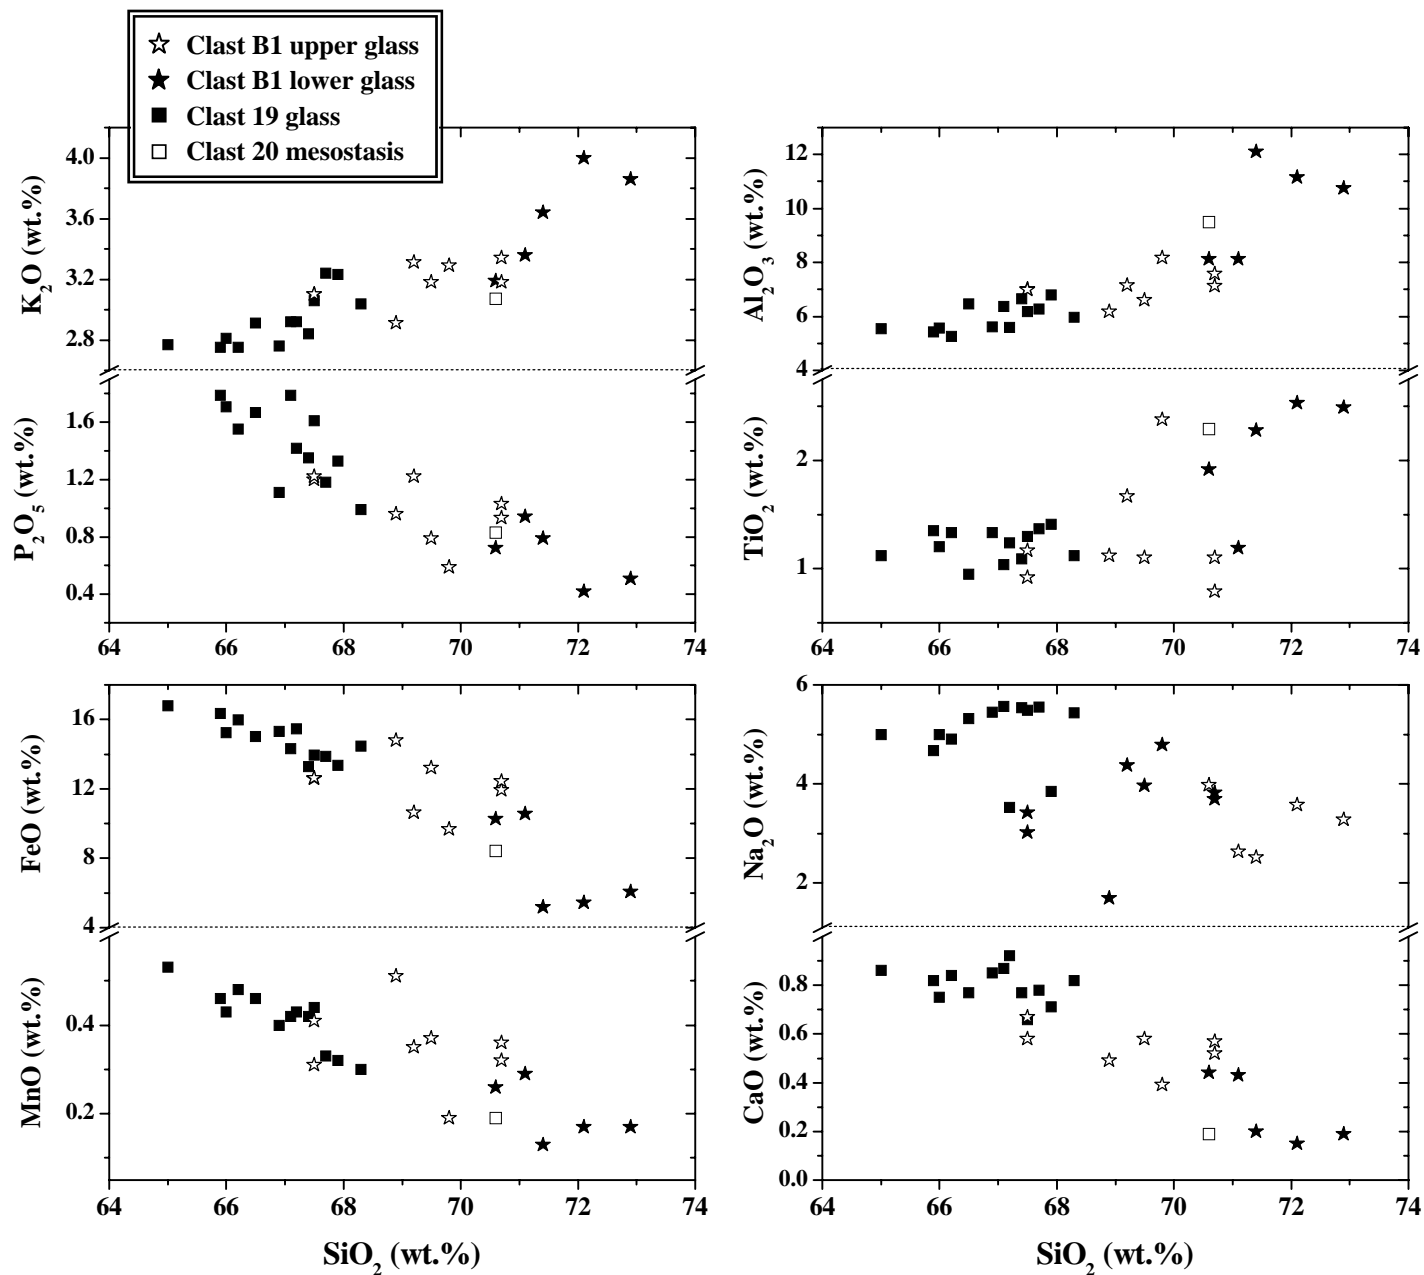 Clast B1 upper glass
Clast B1 lower glass
Clast 19 glass
Clast 20 mesostasis
K₂O (wt.%)
4.0
3.6
3.2
2.8
P₂O₅ (wt.%)
1.6
1.2
0.8
0.4
64 66 68 70 72 74
Al₂O₃ (wt.%)
12
10
8
6
4
TiO₂ (wt.%)
2
1
64 66 68 70 72 74
FeO (wt.%)
16
12
8
4
MnO (wt.%)
0.4
0.2
64 66 68 70 72 74
SiO₂ (wt.%)
Na₂O (wt.%)
6
4
2
CaO (wt.%)
0.8
0.6
0.4
0.2
0.0
64 66 68 70 72 74
SiO₂ (wt.%)